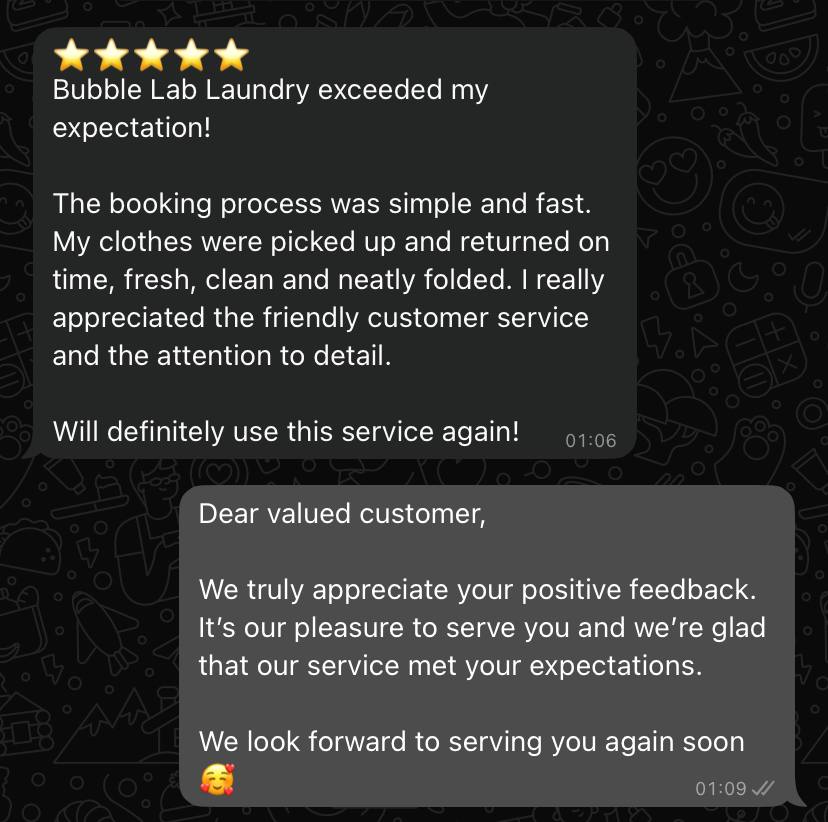 ⭐⭐⭐⭐⭐
Bubble Lab Laundry exceeded my
expectation!
The booking process was simple and fast.
My clothes were picked up and returned on
time, fresh, clean and neatly folded. I really
appreciated the friendly customer service
and the attention to detail.
Will definitely use this service again!
01:06
Dear valued customer,
We truly appreciate your positive feedback.
It’s our pleasure to serve you and we’re glad
that our service met your expectations.
We look forward to serving you again soon
🥰
01:09